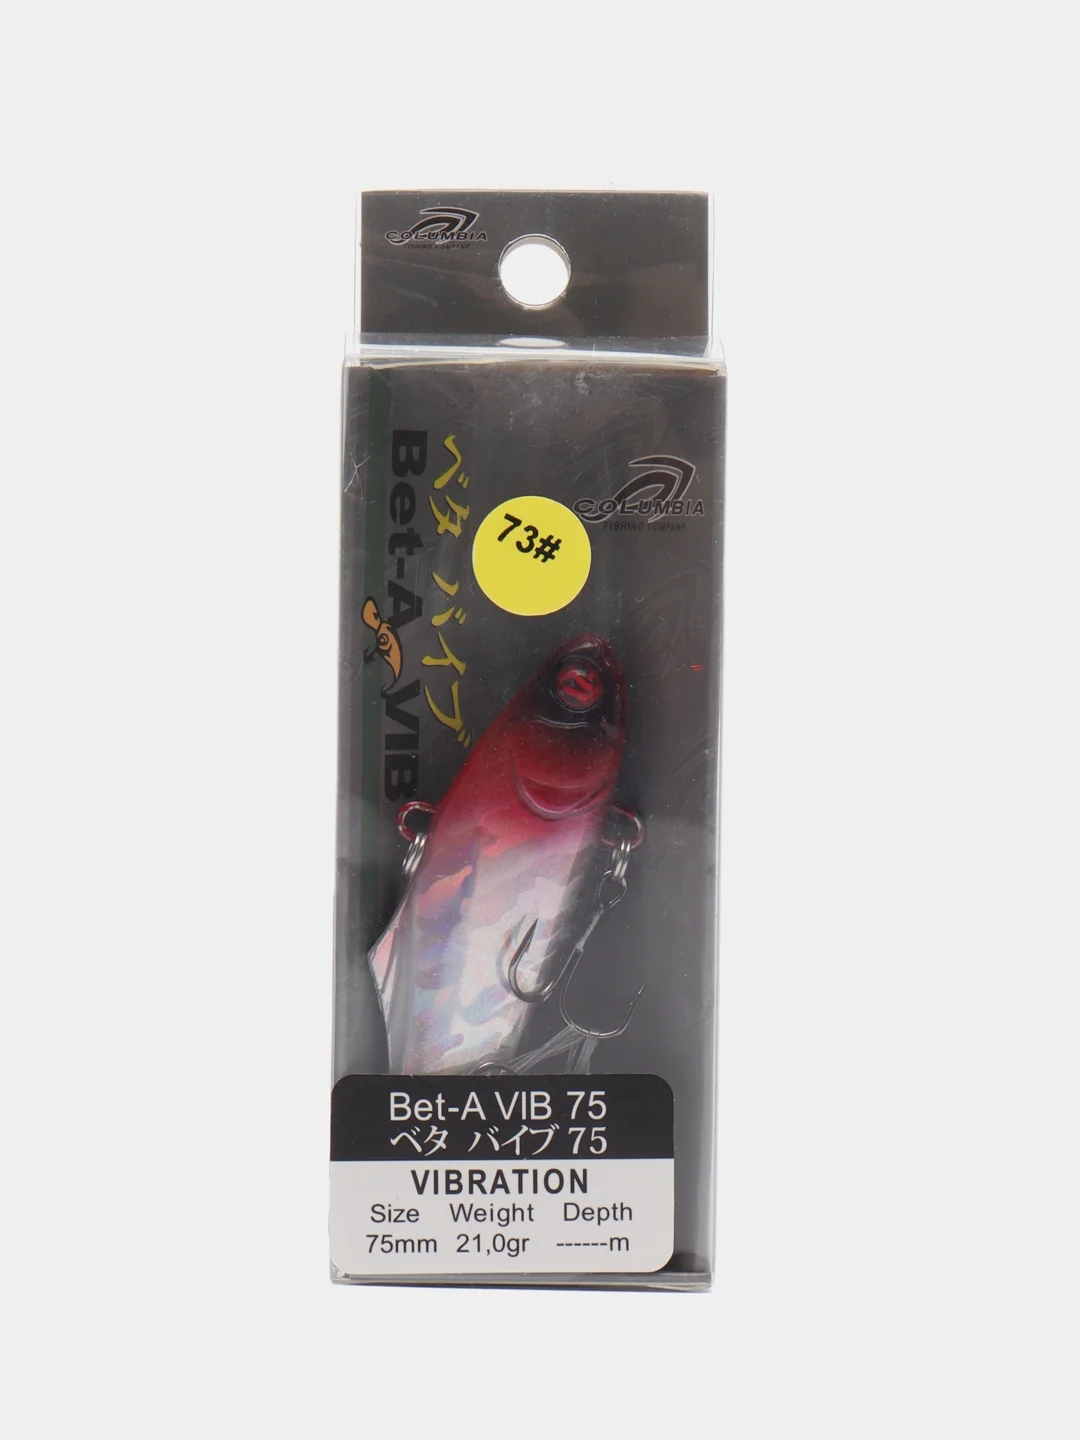 COLUMBIA
FISHING COMPANY
Bet-A VIB
ベタ バイブ
COLUMBIA
FISHING COMPANY
73#
Bet-A VIB 75
ベタ バイブ 75
VIBRATION
Size Weight Depth
75mm 21,0gr ------m